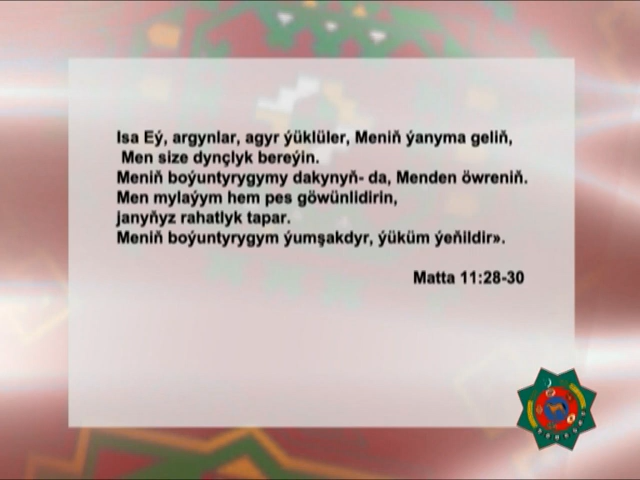 Isa Eý, argynlar, agyr ýüklüler, Meniň ýanyma geliň,
Men size dynçlyk bereýin.
Meniň boýuntyrygymy dakynyň- da, Menden öwreniň.
Men mylaýym hem pes göwünlidirin,
janyňyz rahatlyk tapar.
Meniň boýuntyrygym ýumşakdyr, ýüküm ýeňildir».
Matta 11:28-30